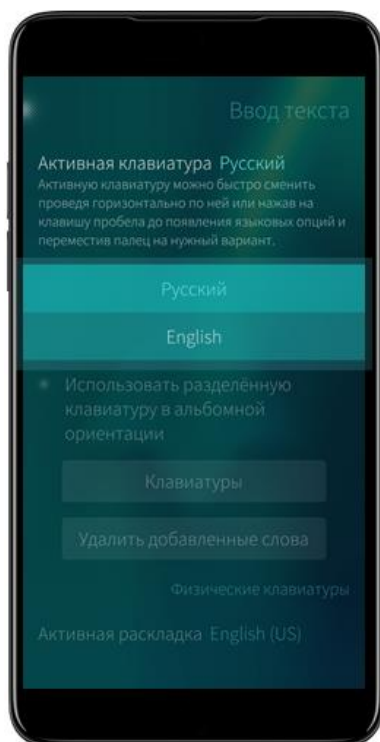 Ввод текста
Активная клавиатура Русский
Активную клавиатуру можно быстро сменить
проведя горизонтально по ней или нажав на
клавишу пробела до появления языковых опций и
переместив палец на нужный вариант.
Русский
English
Использовать разделённую
клавиатуру в альбомной
ориентации
Клавиатуры
Удалить добавленные слова
Физические клавиатуры
Активная раскладка English (US)